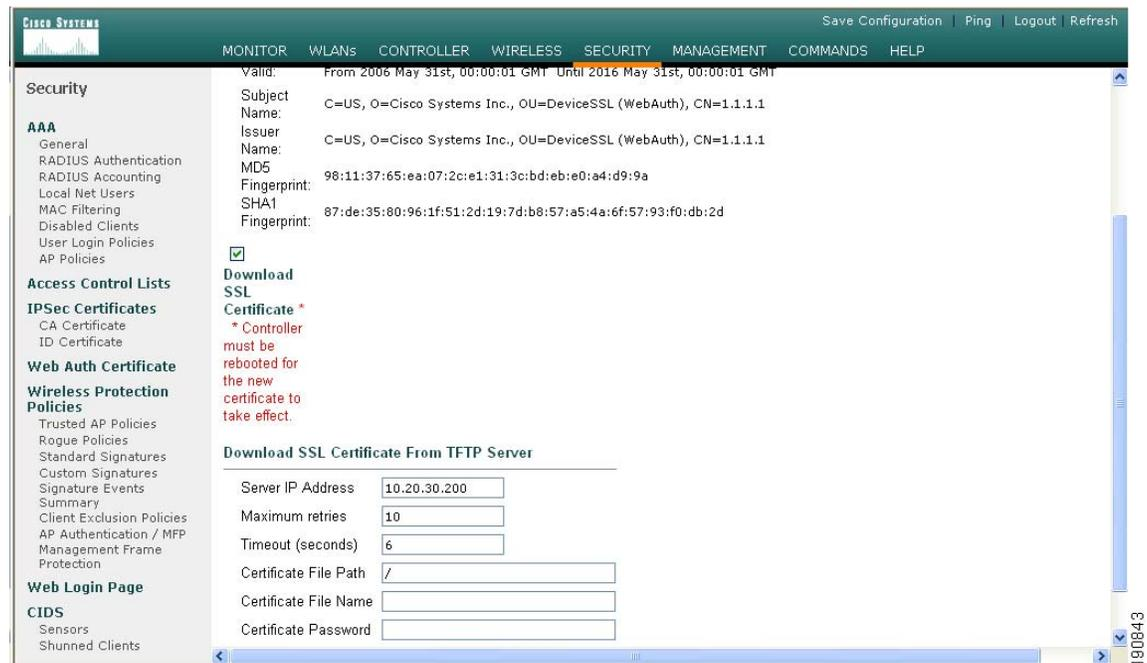 CISCO SYSTEMS
Save Configuration | Ping | Logout | Refresh
MONITOR WLANs CONTROLLER WIRELESS SECURITY MANAGEMENT COMMANDS HELP
Security
AAA
General
RADIUS Authentication
RADIUS Accounting
Local Net Users
MAC Filtering
Disabled Clients
User Login Policies
AP Policies
Access Control Lists
IPSec Certificates
CA Certificate
ID Certificate
Web Auth Certificate
Wireless Protection
Policies
Trusted AP Policies
Rogue Policies
Standard Signatures
Custom Signatures
Signature Events
Summary
Client Exclusion Policies
AP Authentication / MFP
Management Frame
Protection
Web Login Page
CIDS
Sensors
Shunned Clients
Valid: From 2006 May 31st, 00:00:01 GMT Until 2016 May 31st, 00:00:01 GMT
Subject
Name: C=US, O=Cisco Systems Inc., OU=DeviceSSL (WebAuth), CN=1.1.1.1
Issuer
Name: C=US, O=Cisco Systems Inc., OU=DeviceSSL (WebAuth), CN=1.1.1.1
MD5
Fingerprint: 98:11:37:65:ea:07:2c:e1:31:3c:bd:eb:e0:a4:d9:9a
SHA1
Fingerprint: 87:de:35:80:96:1f:51:2d:19:7d:b8:57:a5:4a:6f:57:93:f0:db:2d
Download
SSL
Certificate *
* Controller
must be
rebooted for
the new
certificate to
take effect.
Download SSL Certificate From TFTP Server
Server IP Address 10.20.30.200
Maximum retries 10
Timeout (seconds) 6
Certificate File Path /
Certificate File Name
Certificate Password
190843